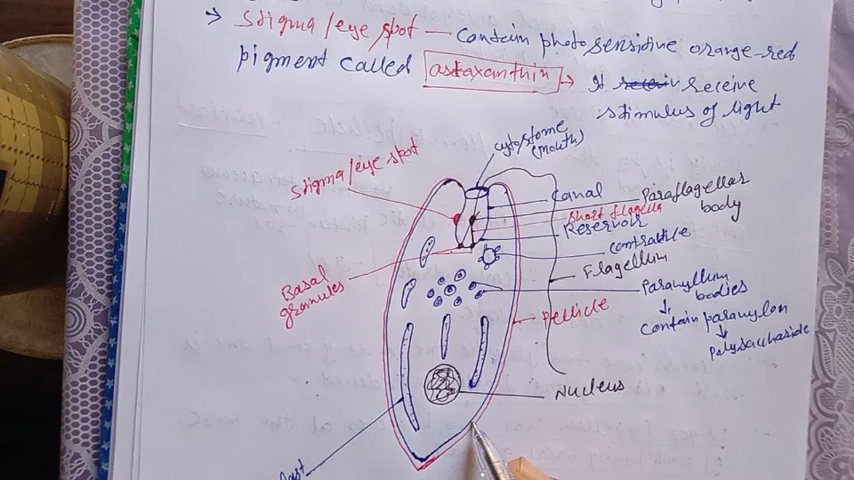 → Stigma/eye spot — Contain photosensitive orange-red
pigment called astaxanthin → It receive
stimulus of light
cytostome
(mouth)
Stigma/eye spot
Canal
Paraflagellar
body
Short flagella
Reservoir
contractile
Flagellum
Basal
granules
Paramyllum
bodies
↓
Contain paramylon
↓
Polysaccharide
Pellicle
Nucleus